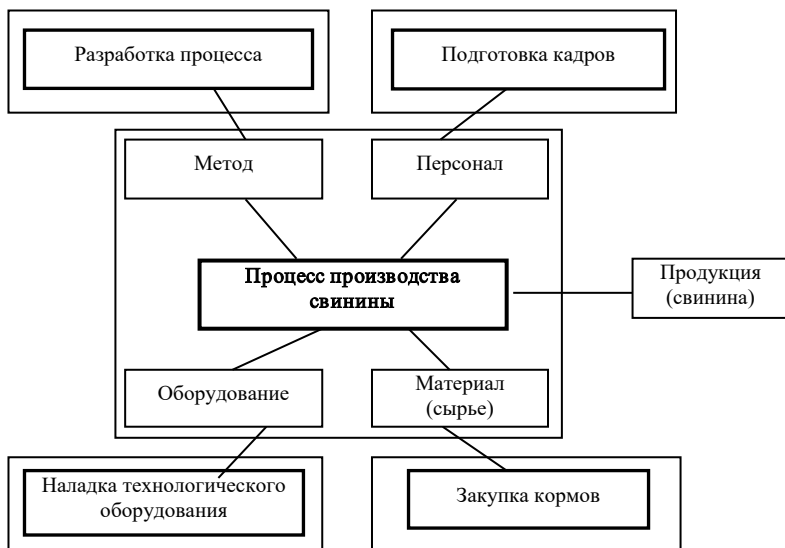 Разработка процесса
Подготовка кадров
Метод
Персонал
Процесс производства
свинины
Продукция
(свинина)
Оборудование
Материал
(сырье)
Наладка технологического
оборудования
Закупка кормов